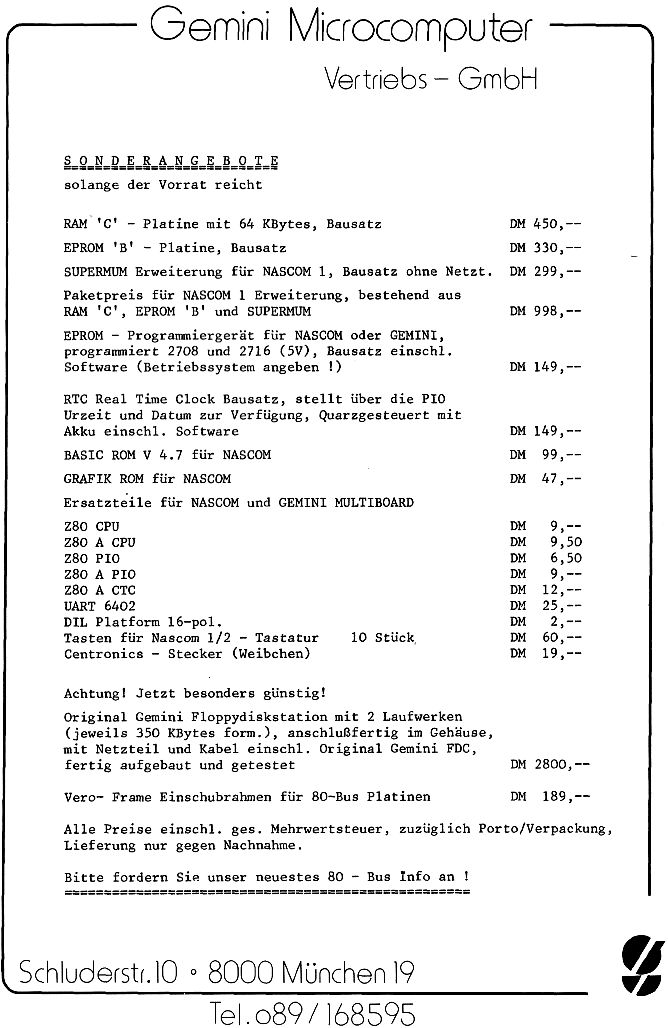 Gemini Microcomputer
Vertriebs – GmbH
SONDERANGEBOTE
solange der Vorrat reicht
RAM 'C' - Platine mit 64 KBytes, Bausatz DM 450,--
EPROM 'B' - Platine, Bausatz DM 330,--
SUPERMUM Erweiterung für NASCOM 1, Bausatz ohne Netzt. DM 299,--
Paketpreis für NASCOM 1 Erweiterung, bestehend aus
RAM 'C', EPROM 'B' und SUPERMUM DM 998,--
EPROM - Programmiergerät für NASCOM oder GEMINI,
programmiert 2708 und 2716 (5V), Bausatz einschl.
Software (Betriebssystem angeben !) DM 149,--
RTC Real Time Clock Bausatz, stellt über die PIO
Urzeit und Datum zur Verfügung, Quarzgesteuert mit
Akku einschl. Software DM 149,--
BASIC ROM V 4.7 für NASCOM DM 99,--
GRAFIK ROM für NASCOM DM 47,--
Ersatzteile für NASCOM und GEMINI MULTIBOARD
Z80 CPU DM 9,--
Z80 A CPU DM 9,50
Z80 PIO DM 6,50
Z80 A PIO DM 9,--
Z80 A CTC DM 12,--
UART 6402 DM 25,--
DIL Platform 16-pol. DM 2,--
Tasten für Nascom 1/2 - Tastatur 10 Stück DM 60,--
Centronics - Stecker (Weibchen) DM 19,--
Achtung! Jetzt besonders günstig!
Original Gemini Floppydiskstation mit 2 Laufwerken
(jeweils 350 KBytes form.), anschlußfertig im Gehäuse,
mit Netzteil und Kabel einschl. Original Gemini FDC,
fertig aufgebaut und getestet DM 2800,--
Vero- Frame Einschubrahmen für 80-Bus Platinen DM 189,--
Alle Preise einschl. ges. Mehrwertsteuer, zuzüglich Porto/Verpackung,
Lieferung nur gegen Nachnahme.
Bitte fordern Sie unser neuestes 80 - Bus Info an !
Schluderstr.10 ∘ 8000 München 19
Tel.089/168595